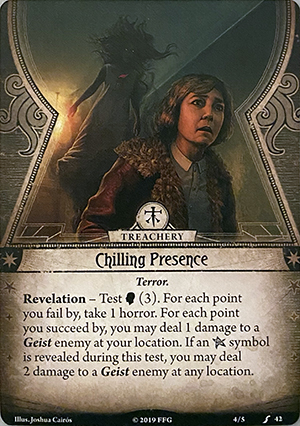 TREACHERY
Chilling Presence
Terror.
Revelation – Test (3). For each point
you fail by, take 1 horror. For each point
you succeed by, you may deal 1 damage to a
Geist enemy at your location. If an symbol
is revealed during this test, you may deal
2 damage to a Geist enemy at any location.
Illus. Joshua Cairós © 2019 FFG 4/5 42